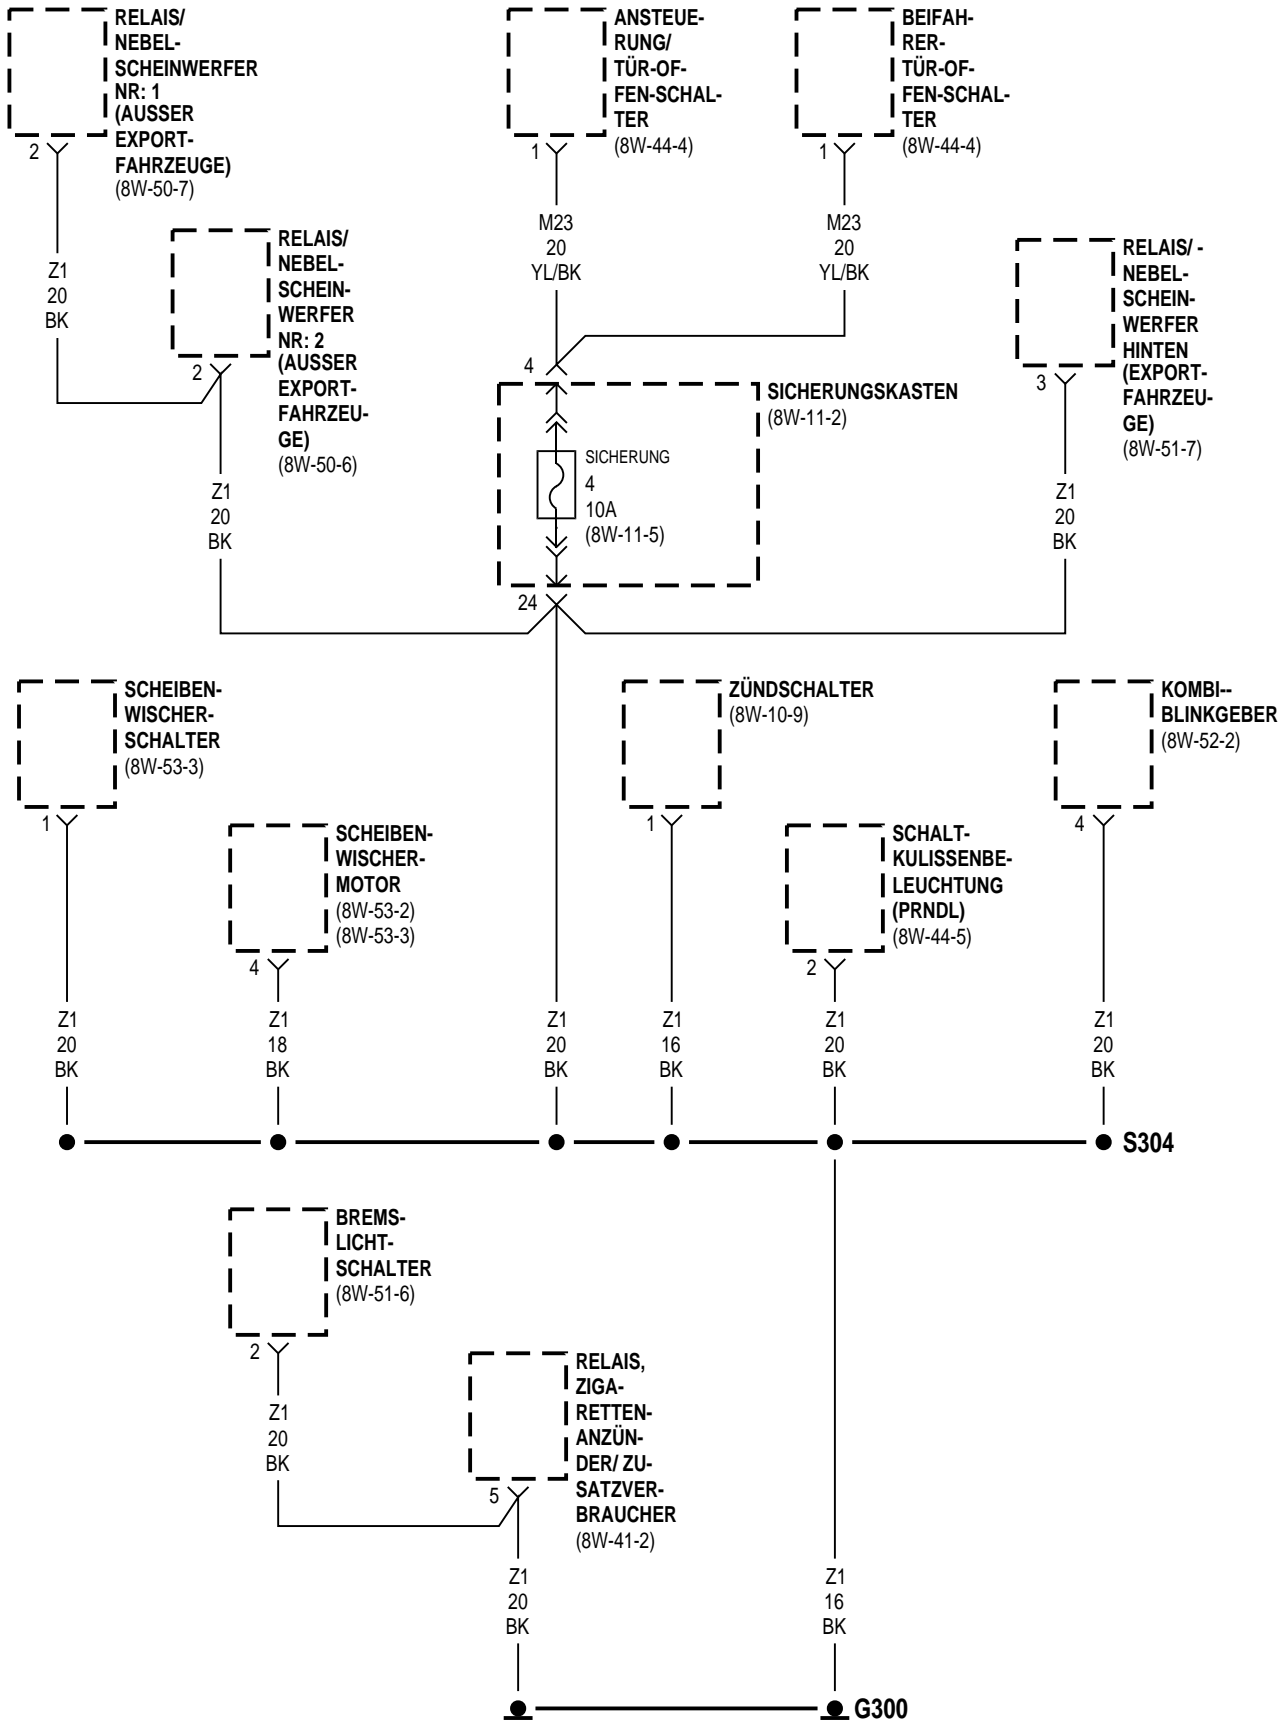 RELAIS/
NEBEL-
SCHEINWERFER
NR: 1
(AUSSER
EXPORT-
FAHRZEUGE)
(8W-50-7)
2
Z1
20
BK
RELAIS/
NEBEL-
SCHEIN-
WERFER
NR: 2
(AUSSER
EXPORT-
FAHRZEU-
GE)
(8W-50-6)
2
Z1
20
BK
ANSTEUE-
RUNG/
TÜR-OF-
FEN-SCHAL-
TER
(8W-44-4)
1
M23
20
YL/BK
BEIFAH-
RER-
TÜR-OF-
FEN-SCHAL-
TER
(8W-44-4)
1
M23
20
YL/BK
RELAIS/ -
NEBEL-
SCHEIN-
WERFER
HINTEN
(EXPORT-
FAHRZEU-
GE)
(8W-51-7)
3
Z1
20
BK
4
SICHERUNGSKASTEN
(8W-11-2)
SICHERUNG
4
10A
(8W-11-5)
24
SCHEIBEN-
WISCHER-
SCHALTER
(8W-53-3)
1
Z1
20
BK
SCHEIBEN-
WISCHER-
MOTOR
(8W-53-2)
(8W-53-3)
4
Z1
18
BK
Z1
20
BK
ZÜNDSCHALTER
(8W-10-9)
1
Z1
16
BK
SCHALT-
KULISSENBE-
LEUCHTUNG
(PRNDL)
(8W-44-5)
2
Z1
20
BK
KOMBI--
BLINKGEBER
(8W-52-2)
4
Z1
20
BK
S304
BREMS-
LICHT-
SCHALTER
(8W-51-6)
2
Z1
20
BK
RELAIS,
ZIGA-
RETTEN-
ANZÜN-
DER/ ZU-
SATZVER-
BRAUCHER
(8W-41-2)
5
Z1
20
BK
Z1
16
BK
G300